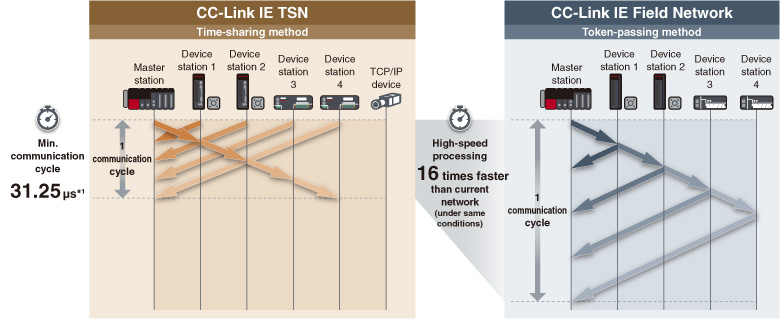 CC-Link IE TSN
Time-sharing method
Master
station
Device
station 1
Device
station 2
Device
station
3
Device
station
4
TCP/IP
device
Min.
communication
cycle
31.25 μs*1
1
communication
cycle
High-speed
processing
16 times faster
than current
network
(under same
conditions)
CC-Link IE Field Network
Token-passing method
Master
station
Device
station 1
Device
station 2
Device
station
3
Device
station
4
1
communication
cycle